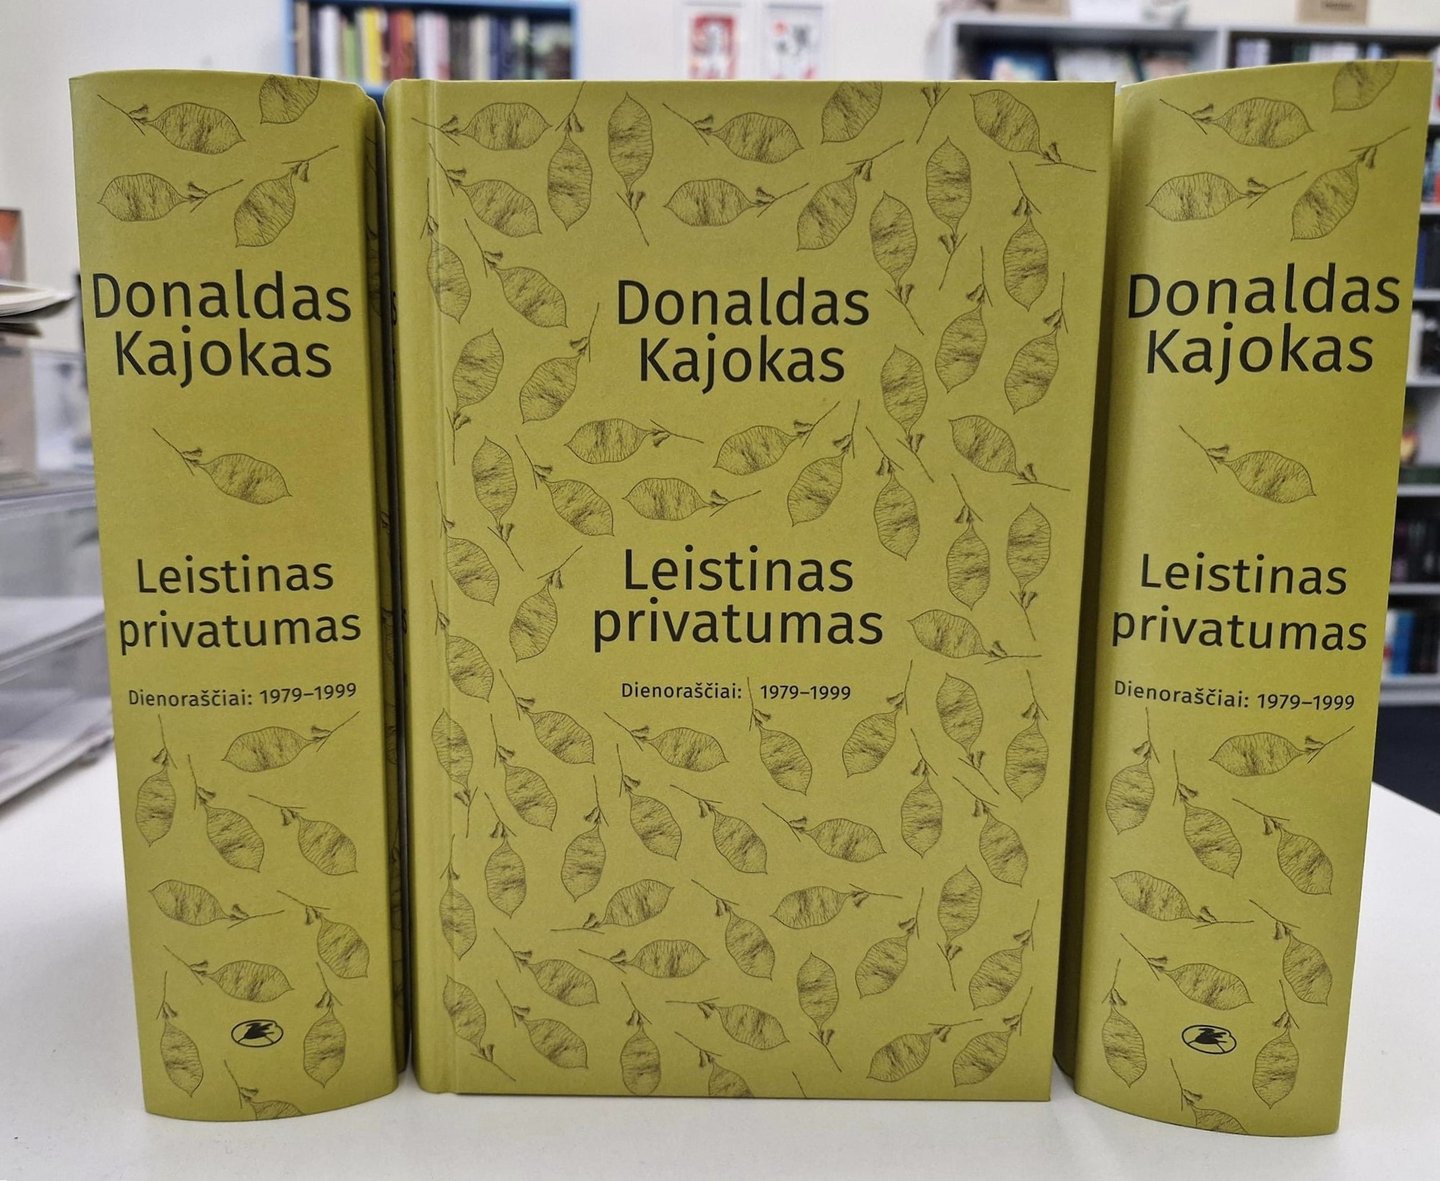 Donaldas
Kajokas
Leistinas
privatumas
Dienoraščiai: 1979–1999
Donaldas
Kajokas
Leistinas
privatumas
Dienoraščiai: 1979–1999
Donaldas
Kajokas
Leistinas
privatumas
Dienoraščiai: 1979–1999